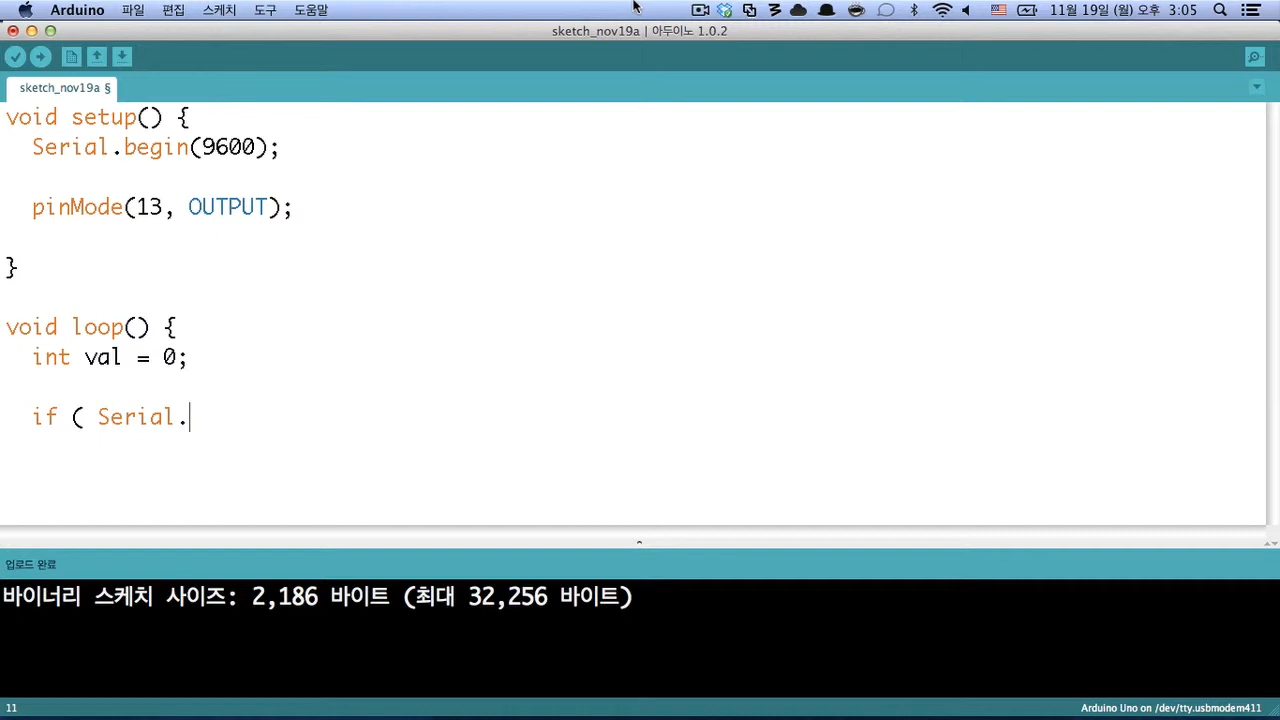 Arduino 파일 편집 스케치 도구 도움말 11월 19일 (월) 오후 3:05
sketch_nov19a | 아두이노 1.0.2
sketch_nov19a §
void setup() {
  Serial.begin(9600);
  pinMode(13, OUTPUT);
}
void loop() {
  int val = 0;
  if ( Serial.
업로드 완료
바이너리 스케치 사이즈: 2,186 바이트 (최대 32,256 바이트)
11 Arduino Uno on /dev/tty.usbmodem411